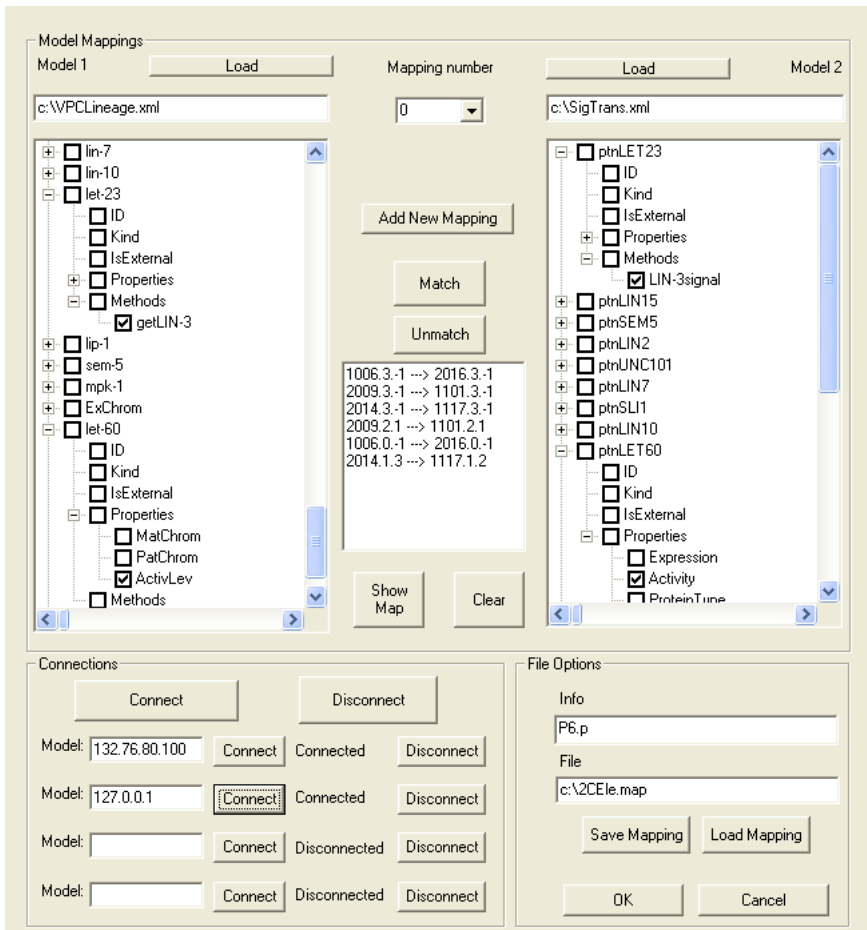 Model Mappings
Model 1
Load
Mapping number
Load
Model 2
c:\VPCLineage.xml
0
c:\SigTrans.xml
lin-7
lin-10
let-23
ID
Kind
IsExternal
Properties
Methods
getLIN-3
lip-1
sem-5
mpk-1
ExChrom
let-60
ID
Kind
IsExternal
Properties
MatChrom
PatChrom
ActivLev
Methods
Add New Mapping
Match
Unmatch
1006.3.-1 ---> 2016.3.-1
2009.3.-1 ---> 1101.3.-1
2014.3.-1 ---> 1117.3.-1
2009.2.1 ---> 1101.2.1
1006.0.-1 ---> 2016.0.-1
2014.1.3 ---> 1117.1.2
Show
Map
Clear
ptnLET23
ID
Kind
IsExternal
Properties
Methods
LIN-3signal
ptnLIN15
ptnSEM5
ptnLIN2
ptnUNC101
ptnLIN7
ptnSLI1
ptnLIN10
ptnLET60
ID
Kind
IsExternal
Properties
Expression
Activity
ProteinType
Connections
Connect
Disconnect
Model: 132.76.80.100 Connect Connected Disconnect
Model: 127.0.0.1 Connect Connected Disconnect
Model: Connect Disconnected Disconnect
Model: Connect Disconnected Disconnect
File Options
Info
P6.p
File
c:\2CEle.map
Save Mapping
Load Mapping
OK
Cancel